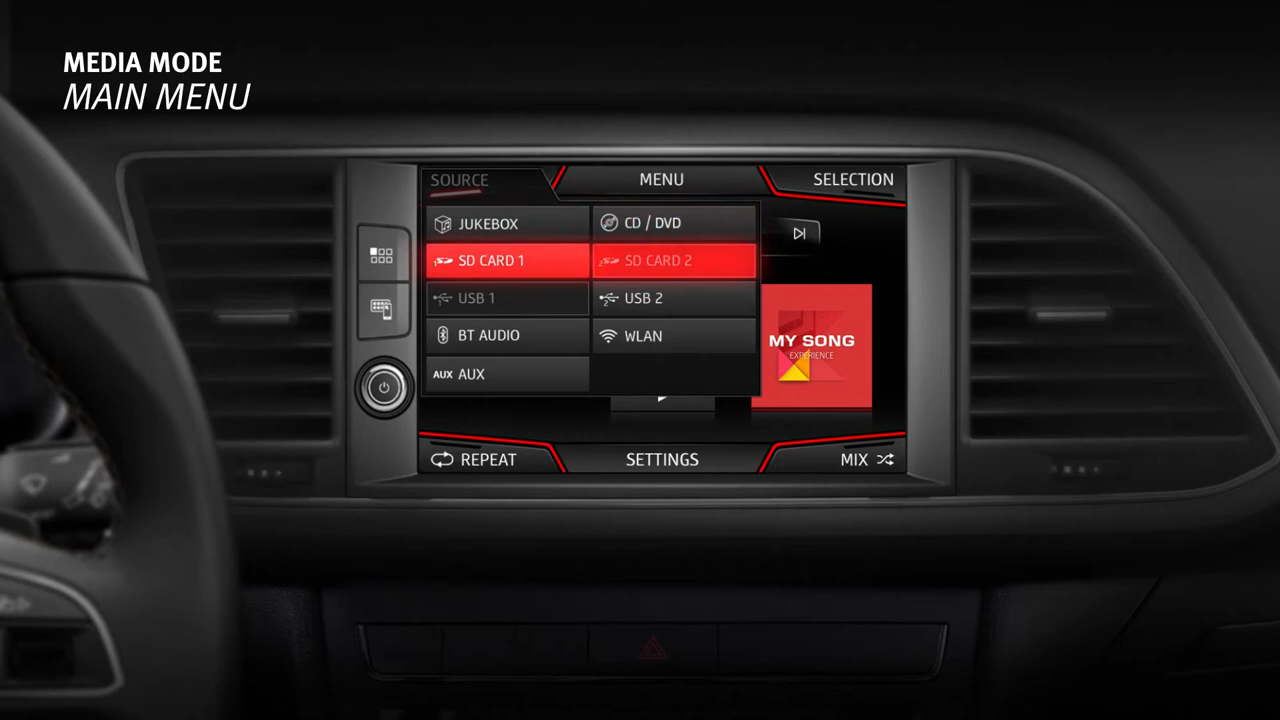 MEDIA MODE
MAIN MENU
SOURCE
MENU
SELECTION
JUKEBOX
CD / DVD
SD CARD 1
SD CARD 2
USB 1
USB 2
BT AUDIO
WLAN
AUX AUX
MY SONG
EXPERIENCE
REPEAT
SETTINGS
MIX